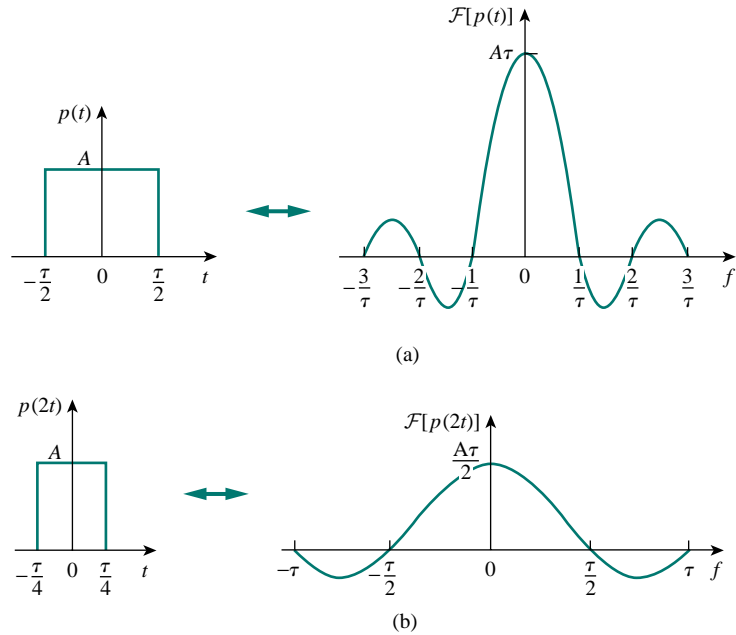 ℱ[p(t)]
Aτ
p(t)
A
−τ/2 0 τ/2 t
−3/τ −2/τ −1/τ 0 1/τ 2/τ 3/τ f
(a)
p(2t)
ℱ[p(2t)]
A
Aτ/2
−τ/4 0 τ/4 t
−τ −τ/2 0 τ/2 τ f
(b)